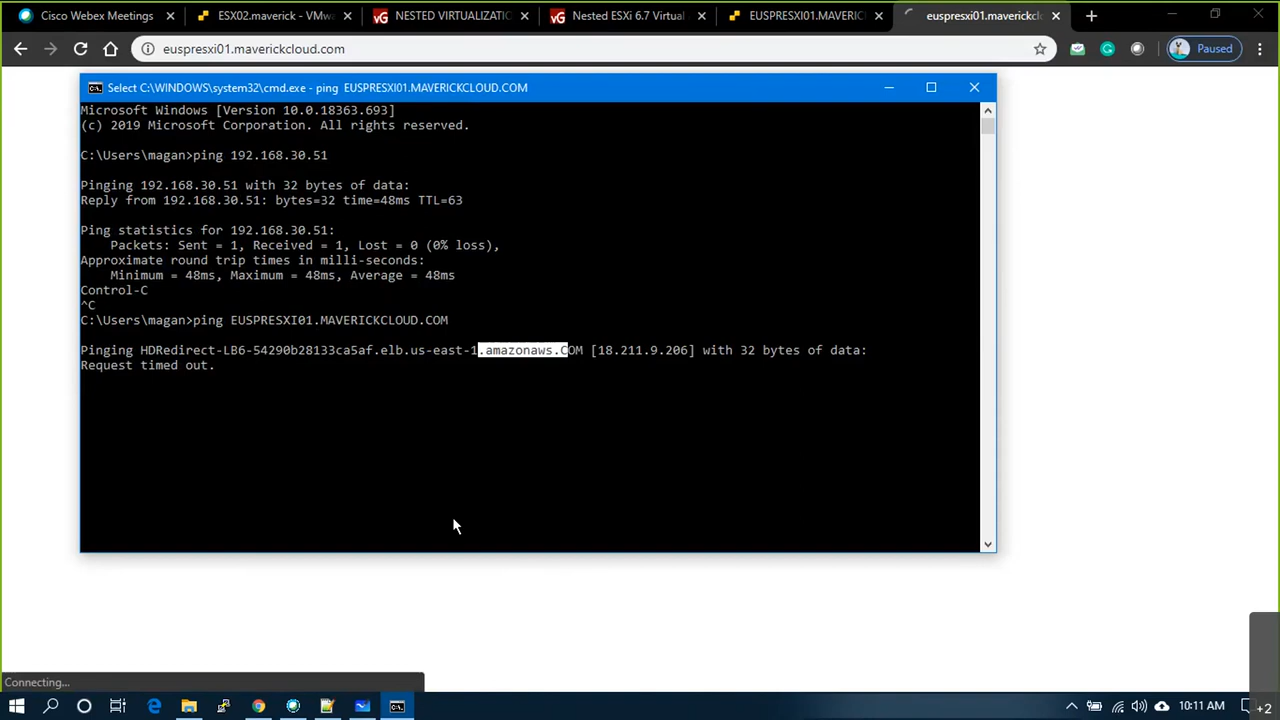 Cisco Webex Meetings
ESX02.maverick - VMw
NESTED VIRTUALIZATIC
Nested ESXi 6.7 Virtual
EUSPRESXI01.MAVERIC
euspresxi01.maverickcl
euspresxi01.maverickcloud.com
Paused
Select C:\WINDOWS\system32\cmd.exe - ping EUSPRESXI01.MAVERICKCLOUD.COM
Microsoft Windows [Version 10.0.18363.693]
(c) 2019 Microsoft Corporation. All rights reserved.
C:\Users\magan>ping 192.168.30.51
Pinging 192.168.30.51 with 32 bytes of data:
Reply from 192.168.30.51: bytes=32 time=48ms TTL=63
Ping statistics for 192.168.30.51:
Packets: Sent = 1, Received = 1, Lost = 0 (0% loss),
Approximate round trip times in milli-seconds:
Minimum = 48ms, Maximum = 48ms, Average = 48ms
Control-C
^C
C:\Users\magan>ping EUSPRESXI01.MAVERICKCLOUD.COM
Pinging HDRedirect-LB6-54290b28133ca5af.elb.us-east-1.amazonaws.COM [18.211.9.206] with 32 bytes of data:
Request timed out.
Connecting...
10:11 AM
+2